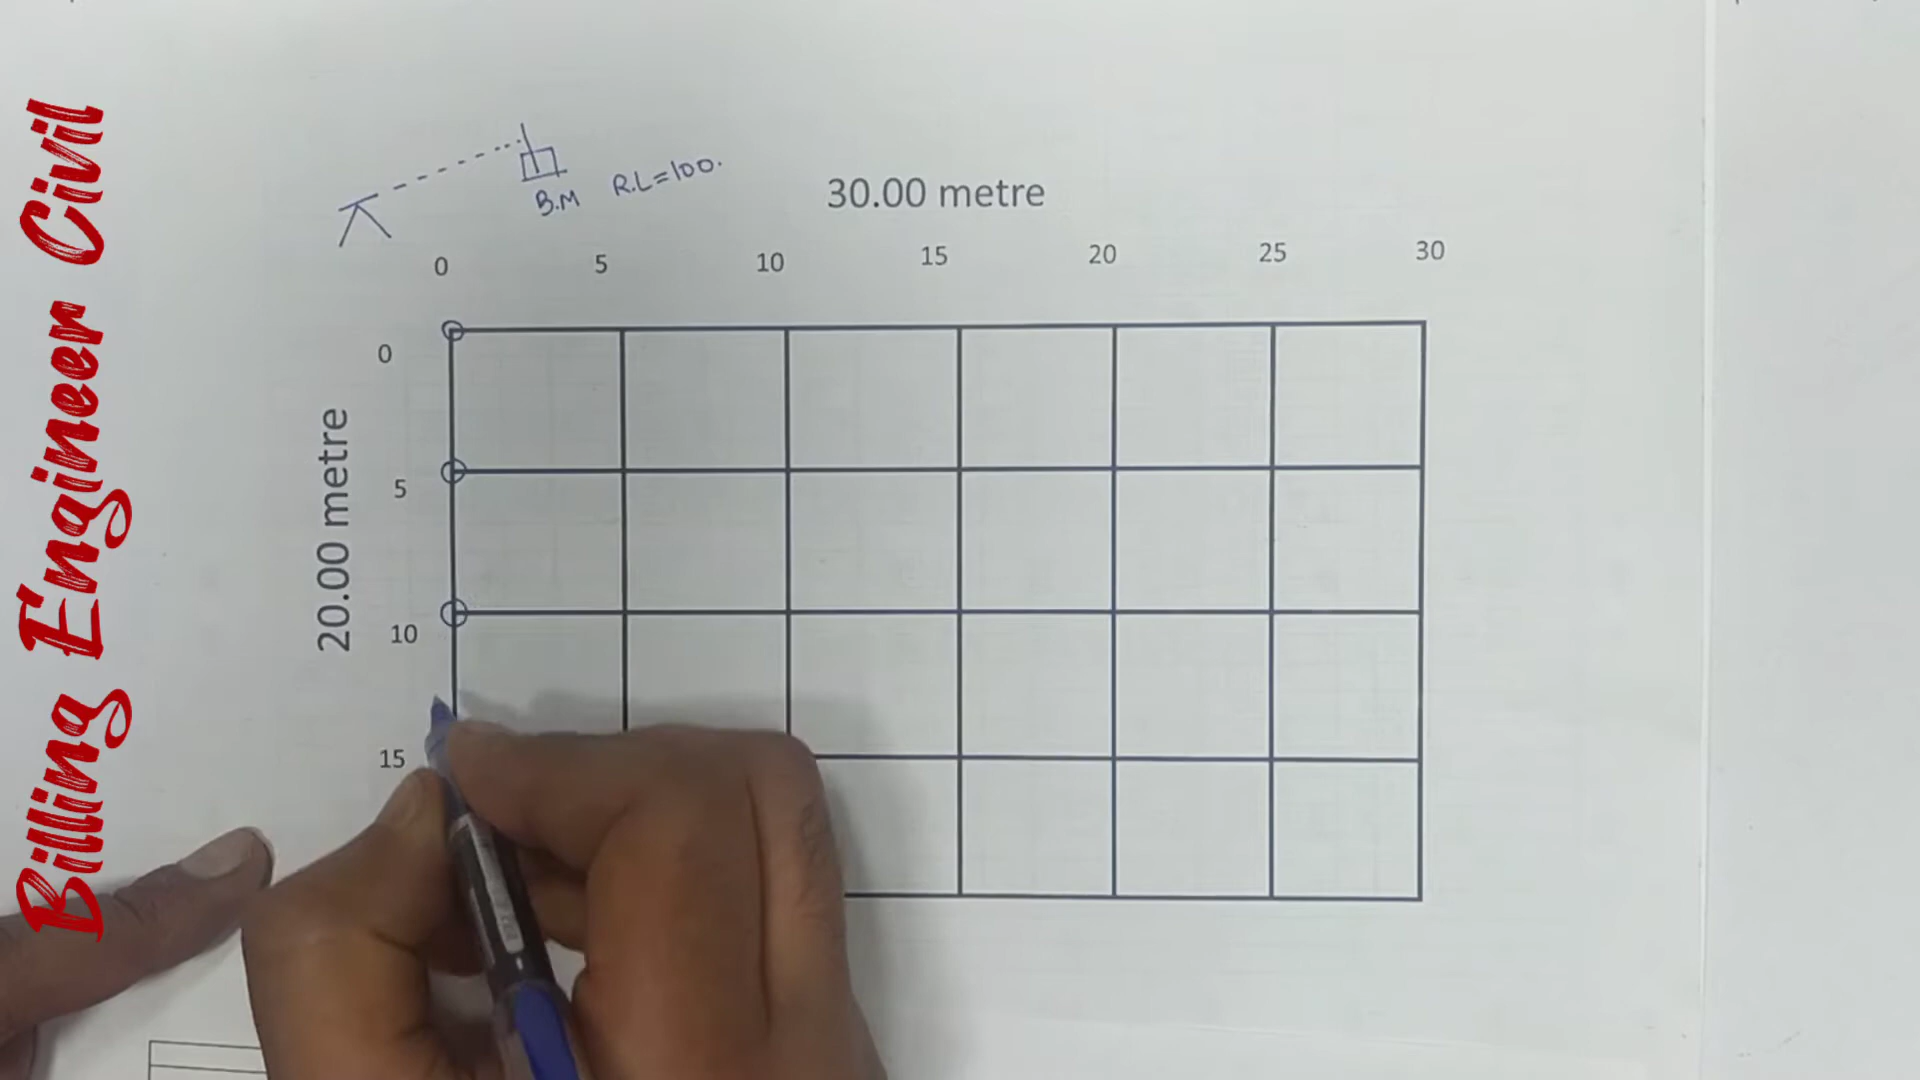 Billing Engineer Civil
B.M R.L=100.
30.00 metre
0 5 10 15 20 25 30
20.00 metre
0
5
10
15